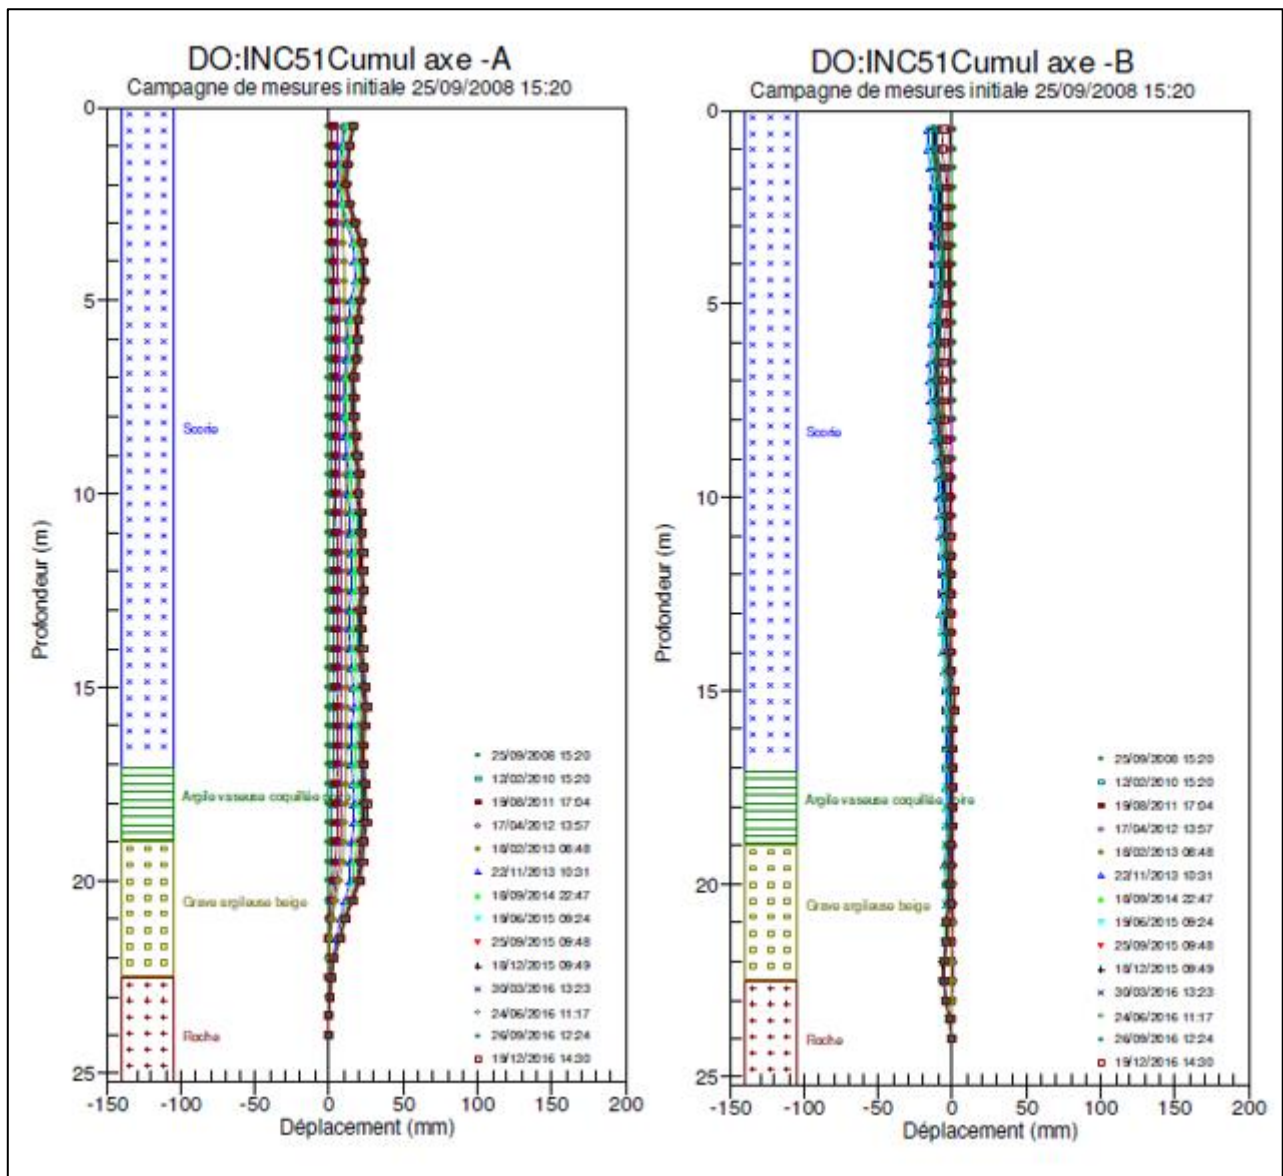 DO:INC51Cumul axe -A
Campagne de mesures initiale 25/09/2008 15:20
0
5
10
15
20
25
Profondeur (m)
Scorie
Argile vaseuse coquillée
Grave argileuse beige
Roche
25/09/2008 15:20
12/02/2010 15:20
19/08/2011 17:04
17/04/2012 13:57
18/02/2013 08:48
22/11/2013 10:31
18/09/2014 22:47
19/06/2015 09:24
25/09/2015 09:48
18/12/2015 09:49
30/03/2016 13:23
24/06/2016 11:17
26/09/2016 12:24
19/12/2016 14:30
-150 -100 -50 0 50 100 150 200
Déplacement (mm)
DO:INC51Cumul axe -B
Campagne de mesures initiale 25/09/2008 15:20
0
5
10
15
20
25
Profondeur (m)
Scorie
Argile vaseuse coquillée noire
Grave argileuse beige
Roche
25/09/2008 15:20
12/02/2010 15:20
19/08/2011 17:04
17/04/2012 13:57
18/02/2013 08:48
22/11/2013 10:31
18/09/2014 22:47
19/06/2015 09:24
25/09/2015 09:48
18/12/2015 09:49
30/03/2016 13:23
24/06/2016 11:17
26/09/2016 12:24
19/12/2016 14:30
-150 -100 -50 0 50 100 150 200
Déplacement (mm)